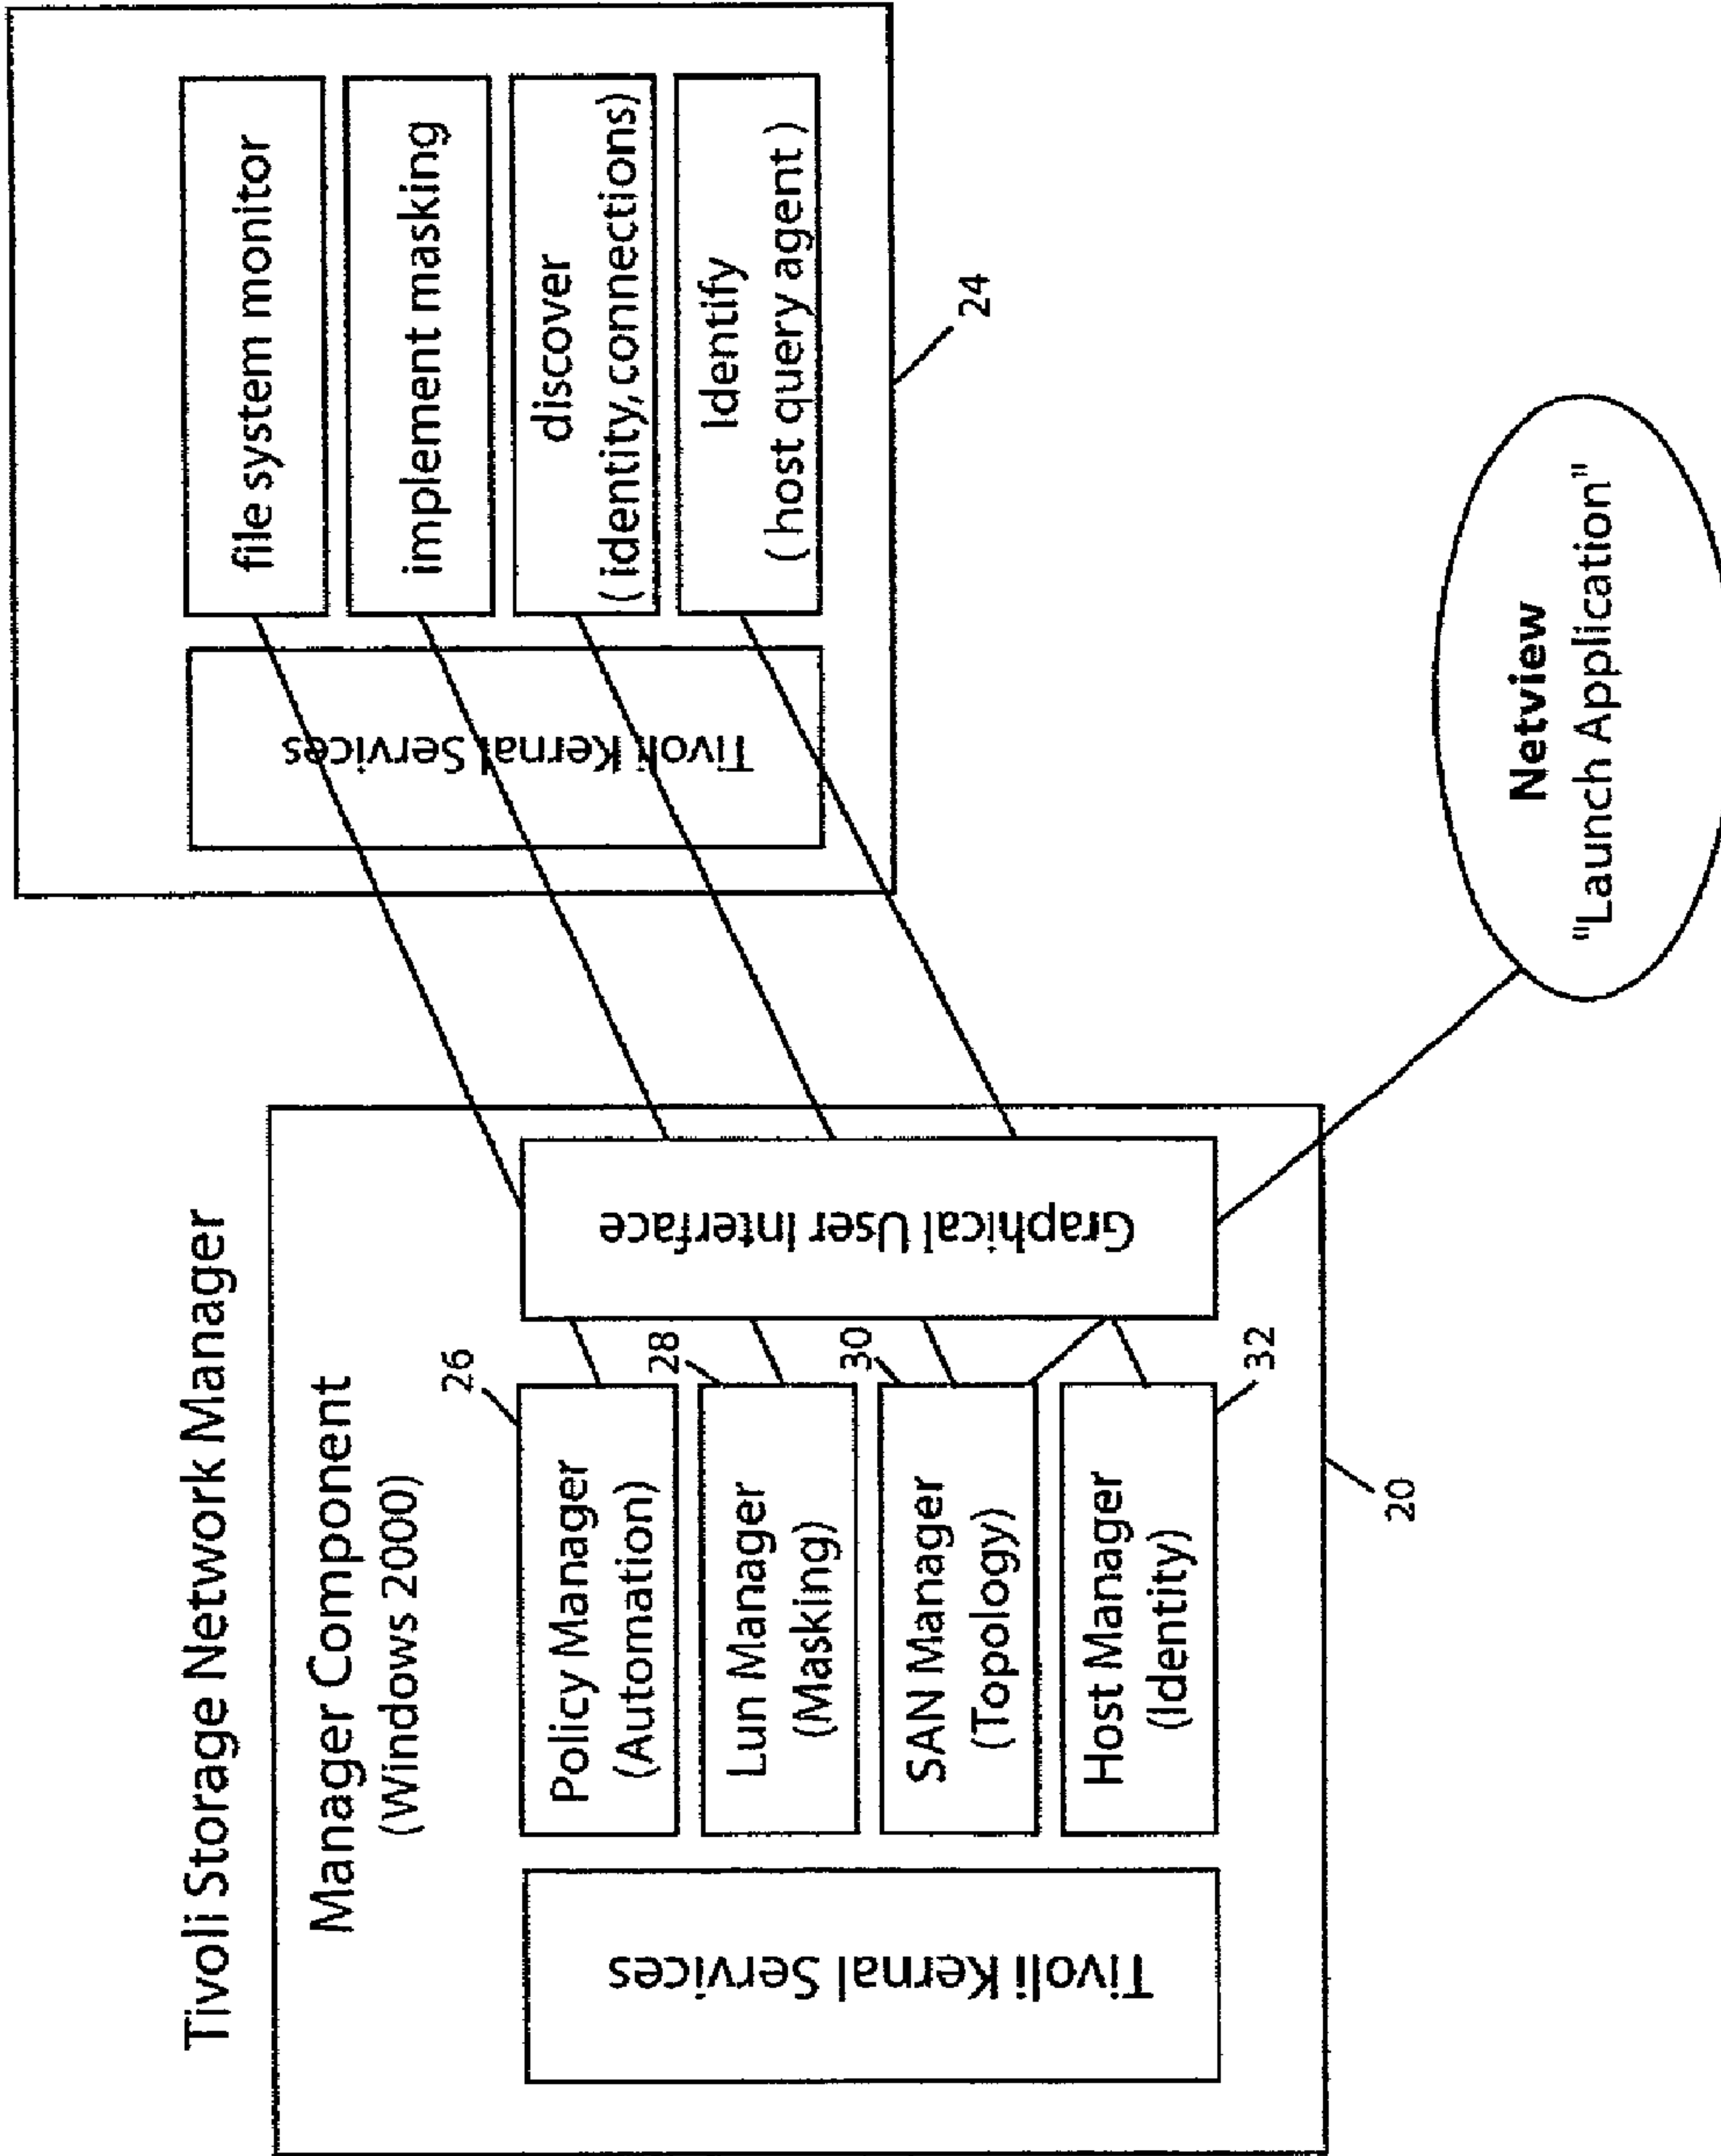 Tivoli Storage Network Manager
Manager Component
(Windows 2000)
Tivoli Kernal Services
Policy Manager
(Automation)
26
Lun Manager
(Masking)
28
SAN Manager
(Topology)
30
Host Manager
(Identity)
32
Graphical User Interface
20
Tivoli Kernal Services
file system monitor
implement masking
discover
( identity, connections)
Identify
( host query agent )
24
Netview
"Launch Application"